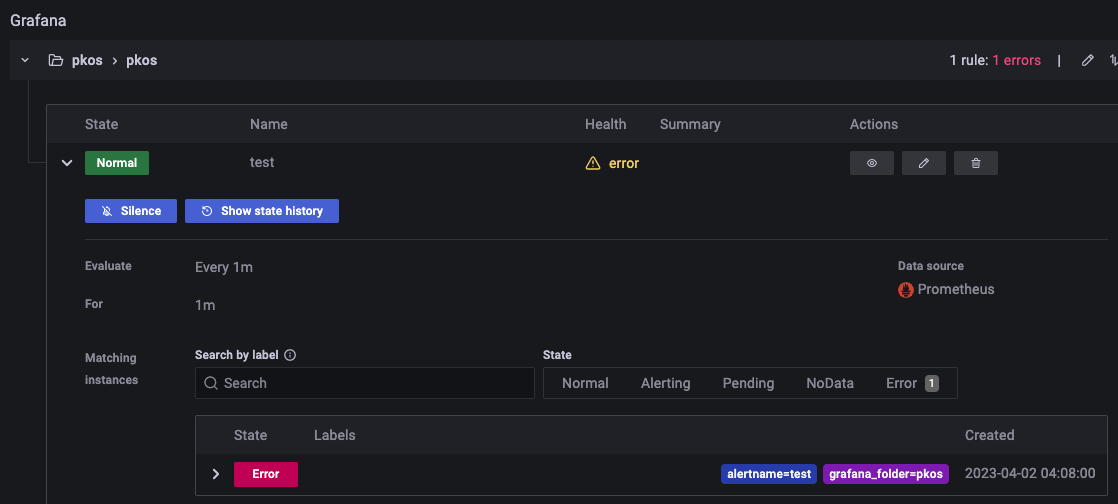 Grafana
pkos > pkos 1 rule: 1 errors |
State Name Health Summary Actions
Normal test error
Silence Show state history
Evaluate Every 1m Data source
Prometheus
For 1m
Matching instances
Search by label State
Search Normal Alerting Pending NoData Error 1
State Labels Created
Error alertname=test grafana_folder=pkos 2023-04-02 04:08:00